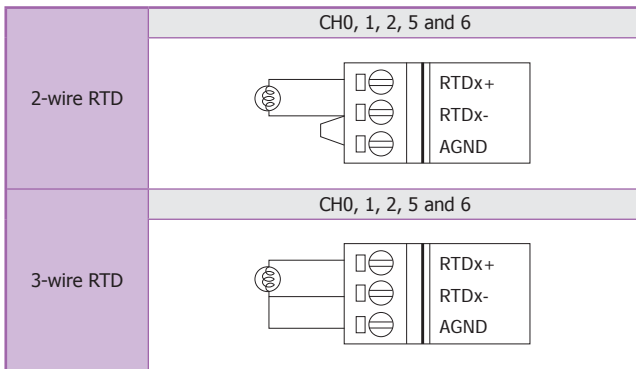 CH0, 1, 2, 5 and 6
2-wire RTD
RTDx+
RTDx-
AGND
CH0, 1, 2, 5 and 6
3-wire RTD
RTDx+
RTDx-
AGND